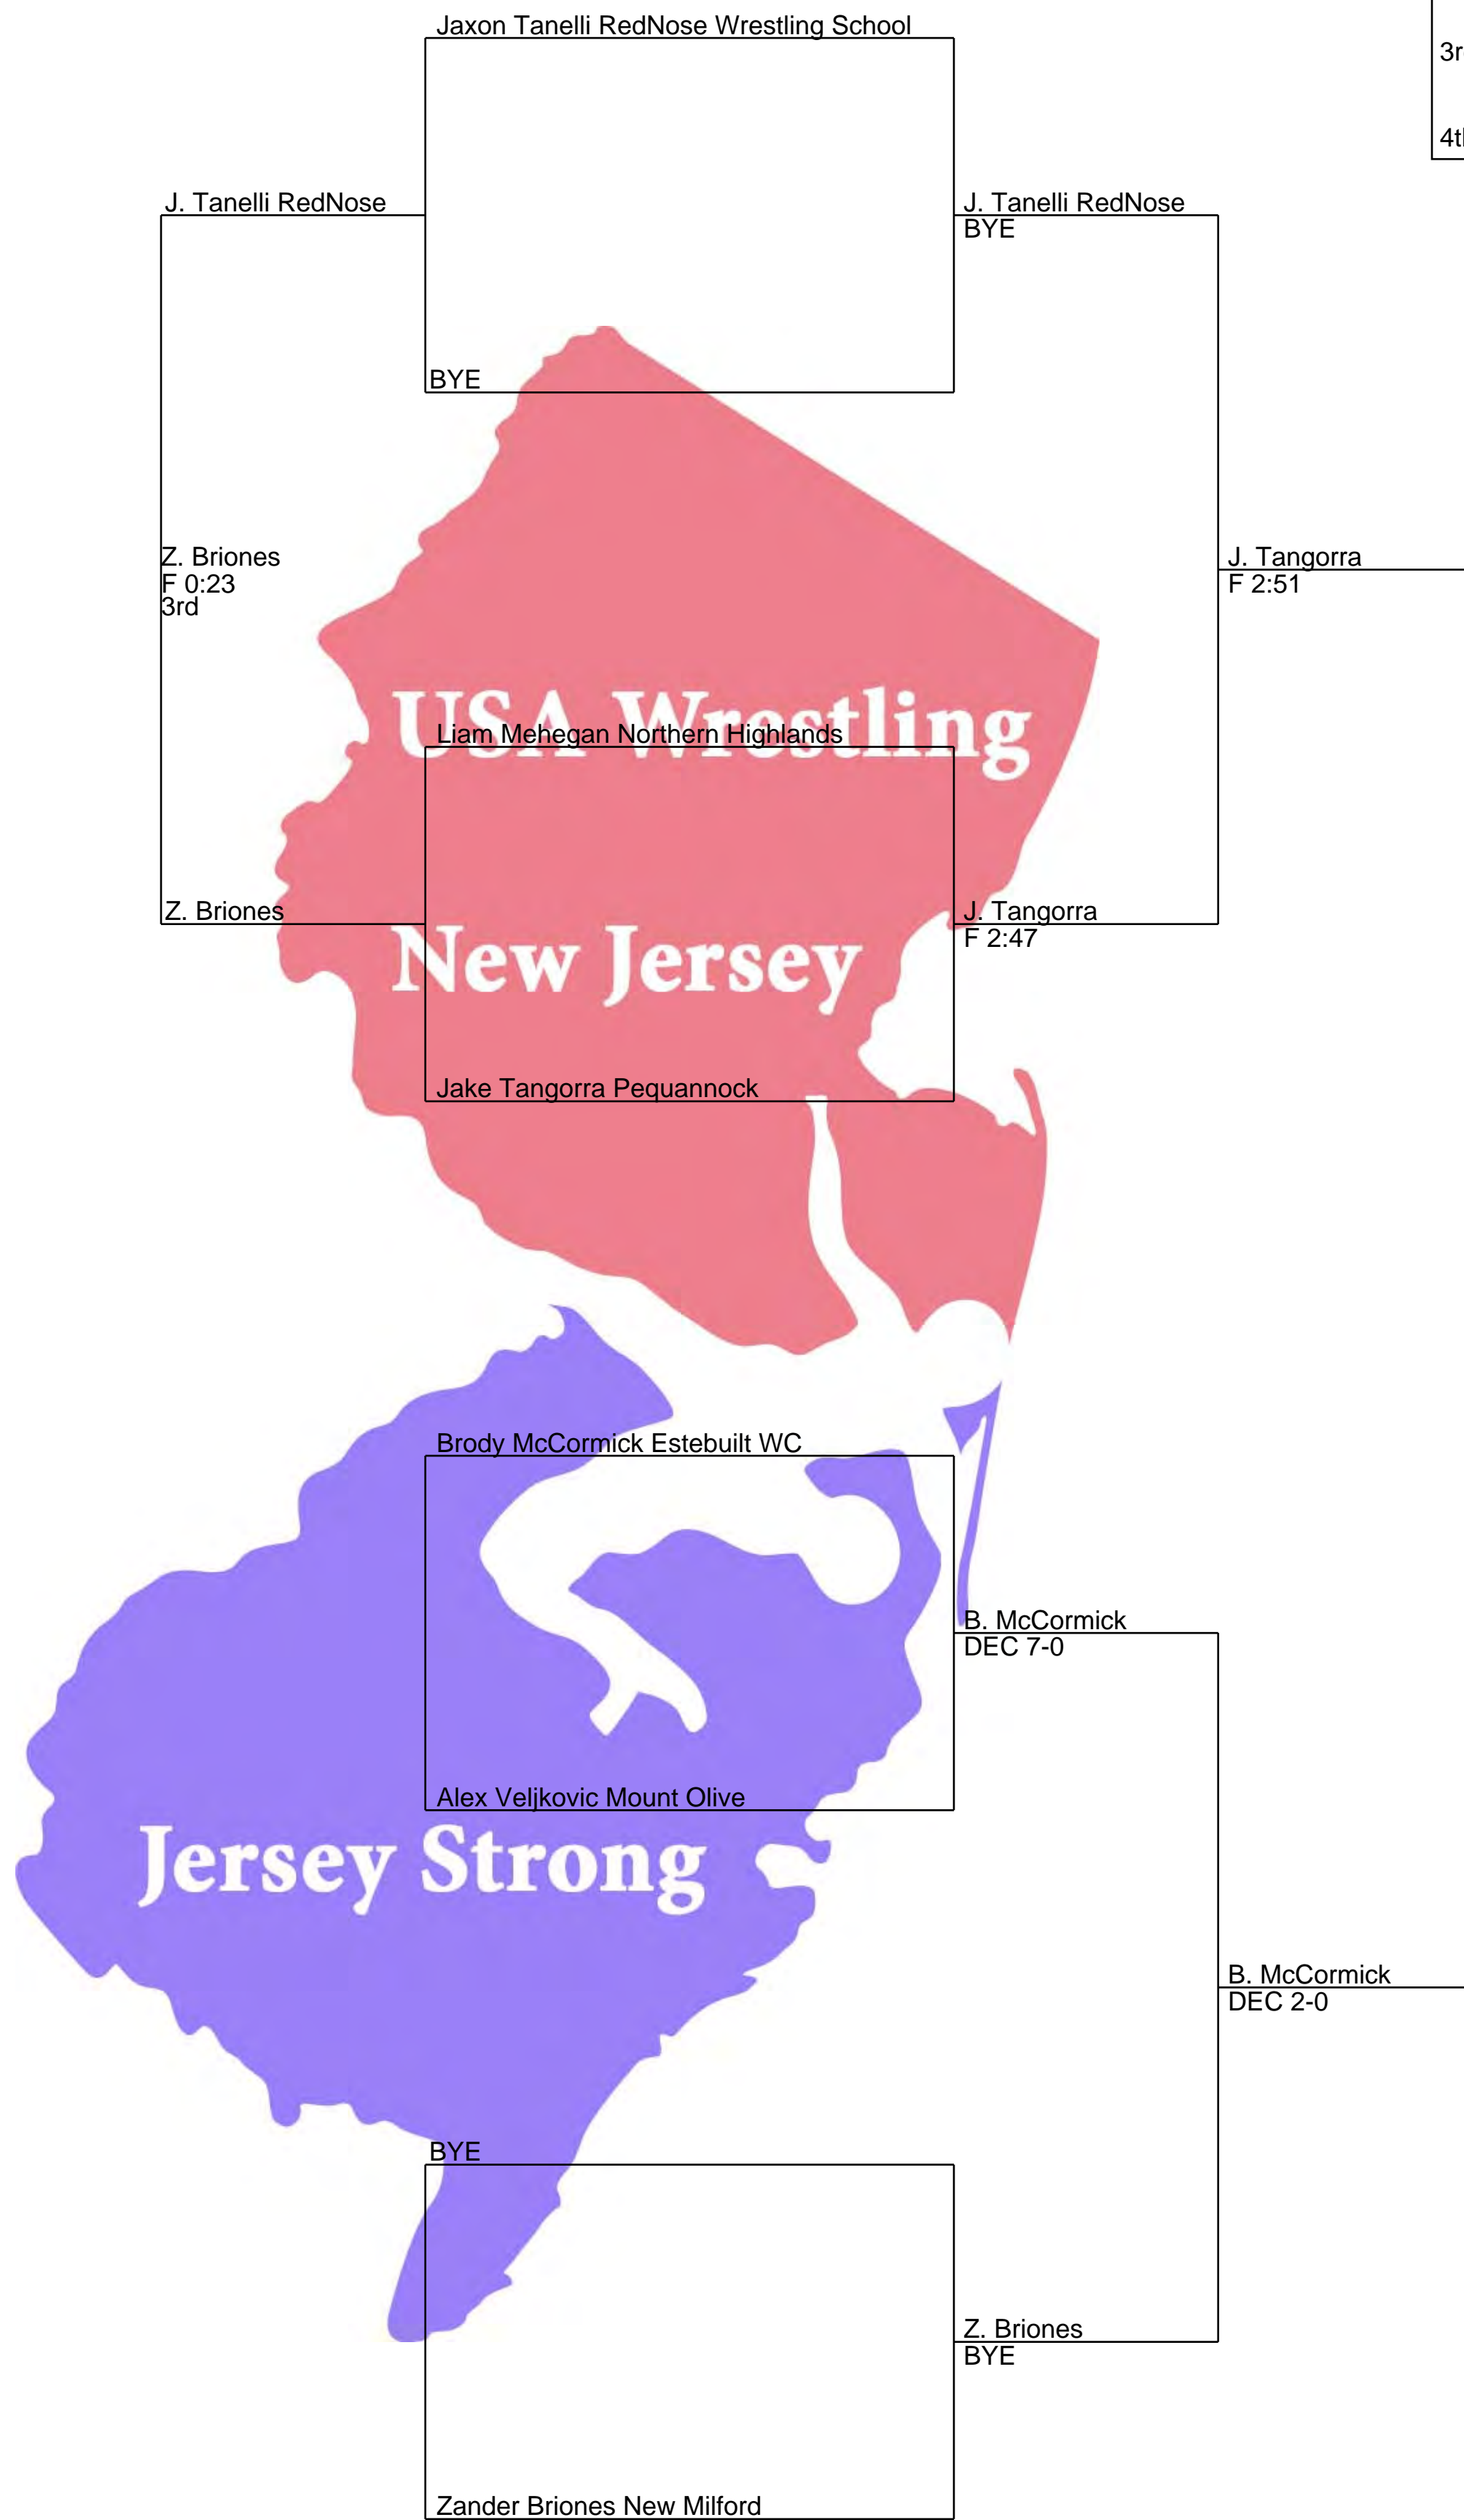 Jaxon Tanelli RedNose Wrestling School
J. Tanelli RedNose
J. Tanelli RedNose
BYE
BYE
Z. Briones
F 0:23
3rd
J. Tangorra
F 2:51
USA Wrestling
Liam Mehegan Northern Highlands
Z. Briones
J. Tangorra
F 2:47
New Jersey
Jake Tangorra Pequannock
Brody McCormick Estebuilt WC
B. McCormick
DEC 7-0
Alex Veljkovic Mount Olive
Jersey Strong
B. McCormick
DEC 2-0
BYE
Z. Briones
BYE
Zander Briones New Milford